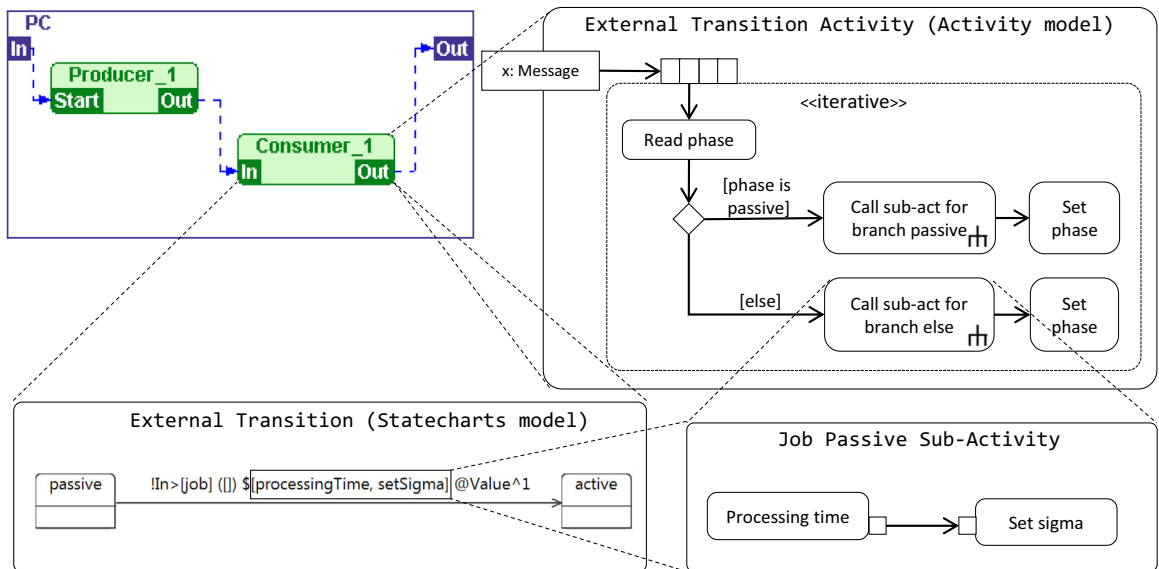 PC
In
Out
Producer_1
Start
Out
Consumer_1
In
Out
External Transition Activity (Activity model)
x: Message
<<iterative>>
Read phase
[phase is
passive]
Call sub-act for
branch passive
Set
phase
[else]
Call sub-act for
branch else
Set
phase
External Transition (Statecharts model)
passive
!In>[job] ([]) $[processingTime, setSigma] @Value^1
active
Job Passive Sub-Activity
Processing time
Set sigma